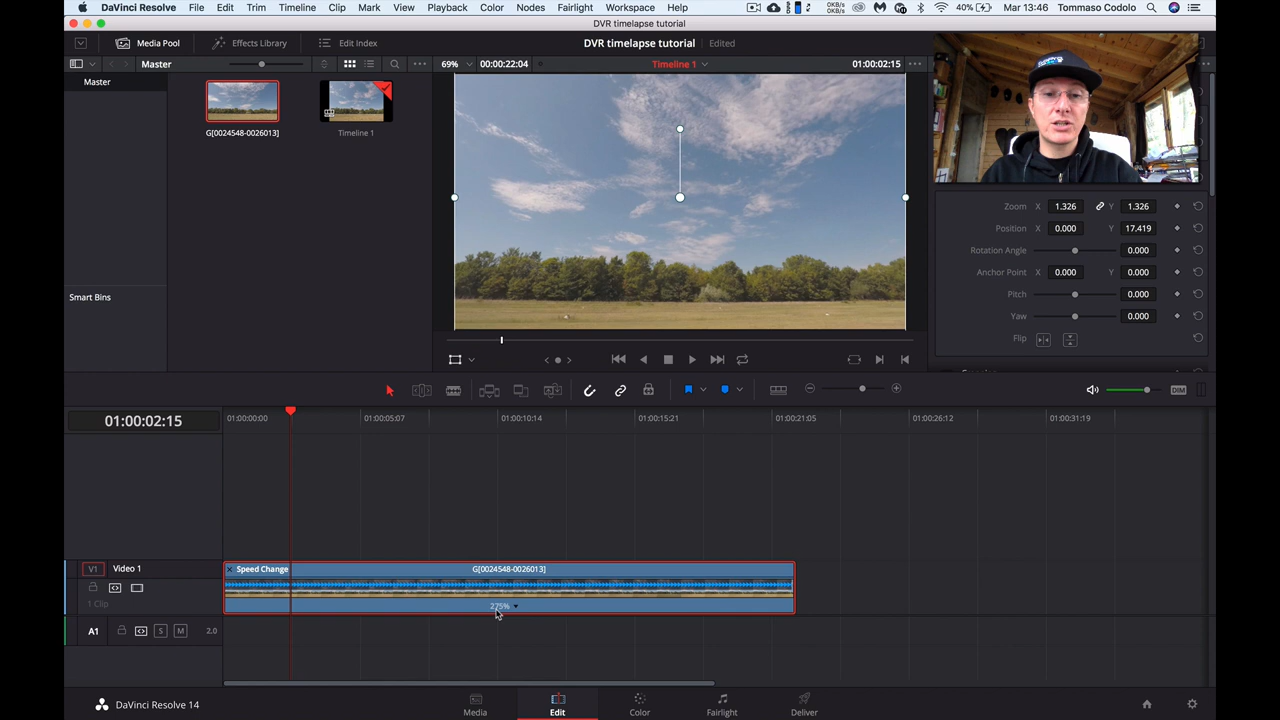 DaVinci Resolve File Edit Trim Timeline Clip Mark View Playback Color Nodes Fairlight Workspace Help 0KB/s 0KB/s 40% Mar 13:46 Tommaso Codolo
DVR timelapse tutorial
Media Pool Effects Library Edit Index DVR timelapse tutorial Edited
Master 69% 00:00:22:04 Timeline 1 01:00:02:15
Master
G[0024548-0026013] Timeline 1
Smart Bins
Zoom X 1.326 Y 1.326
Position X 0.000 Y 17.419
Rotation Angle 0.000
Anchor Point X 0.000 Y 0.000
Pitch 0.000
Yaw 0.000
Flip
DIM
01:00:02:15 01:00:00:00 01:00:05:07 01:00:10:14 01:00:15:21 01:00:21:05 01:00:26:12 01:00:31:19
V1 Video 1 Speed Change G[0024548-0026013]
1 Clip 275%
A1 S M 2.0
DaVinci Resolve 14 Media Edit Color Fairlight Deliver